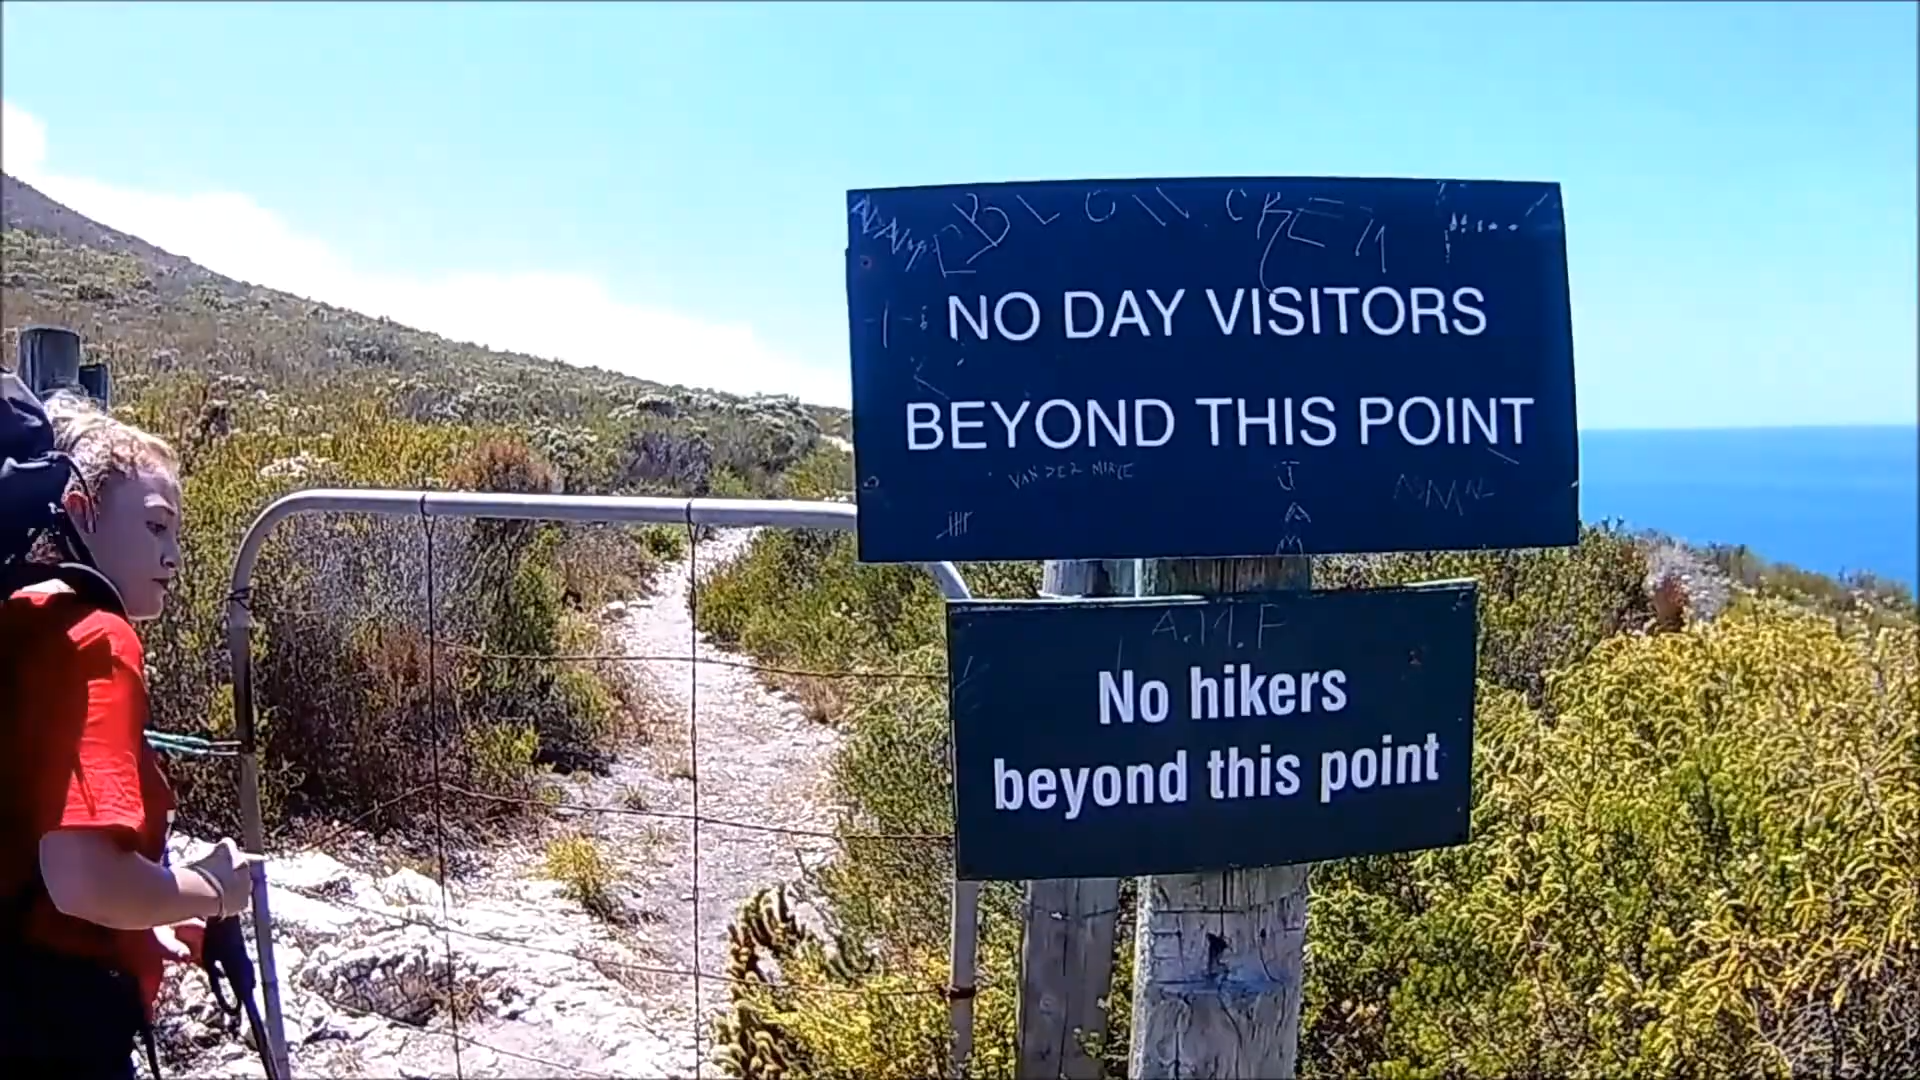 NO DAY VISITORS
BEYOND THIS POINT
J
A
M
A.M.F
No hikers
beyond this point